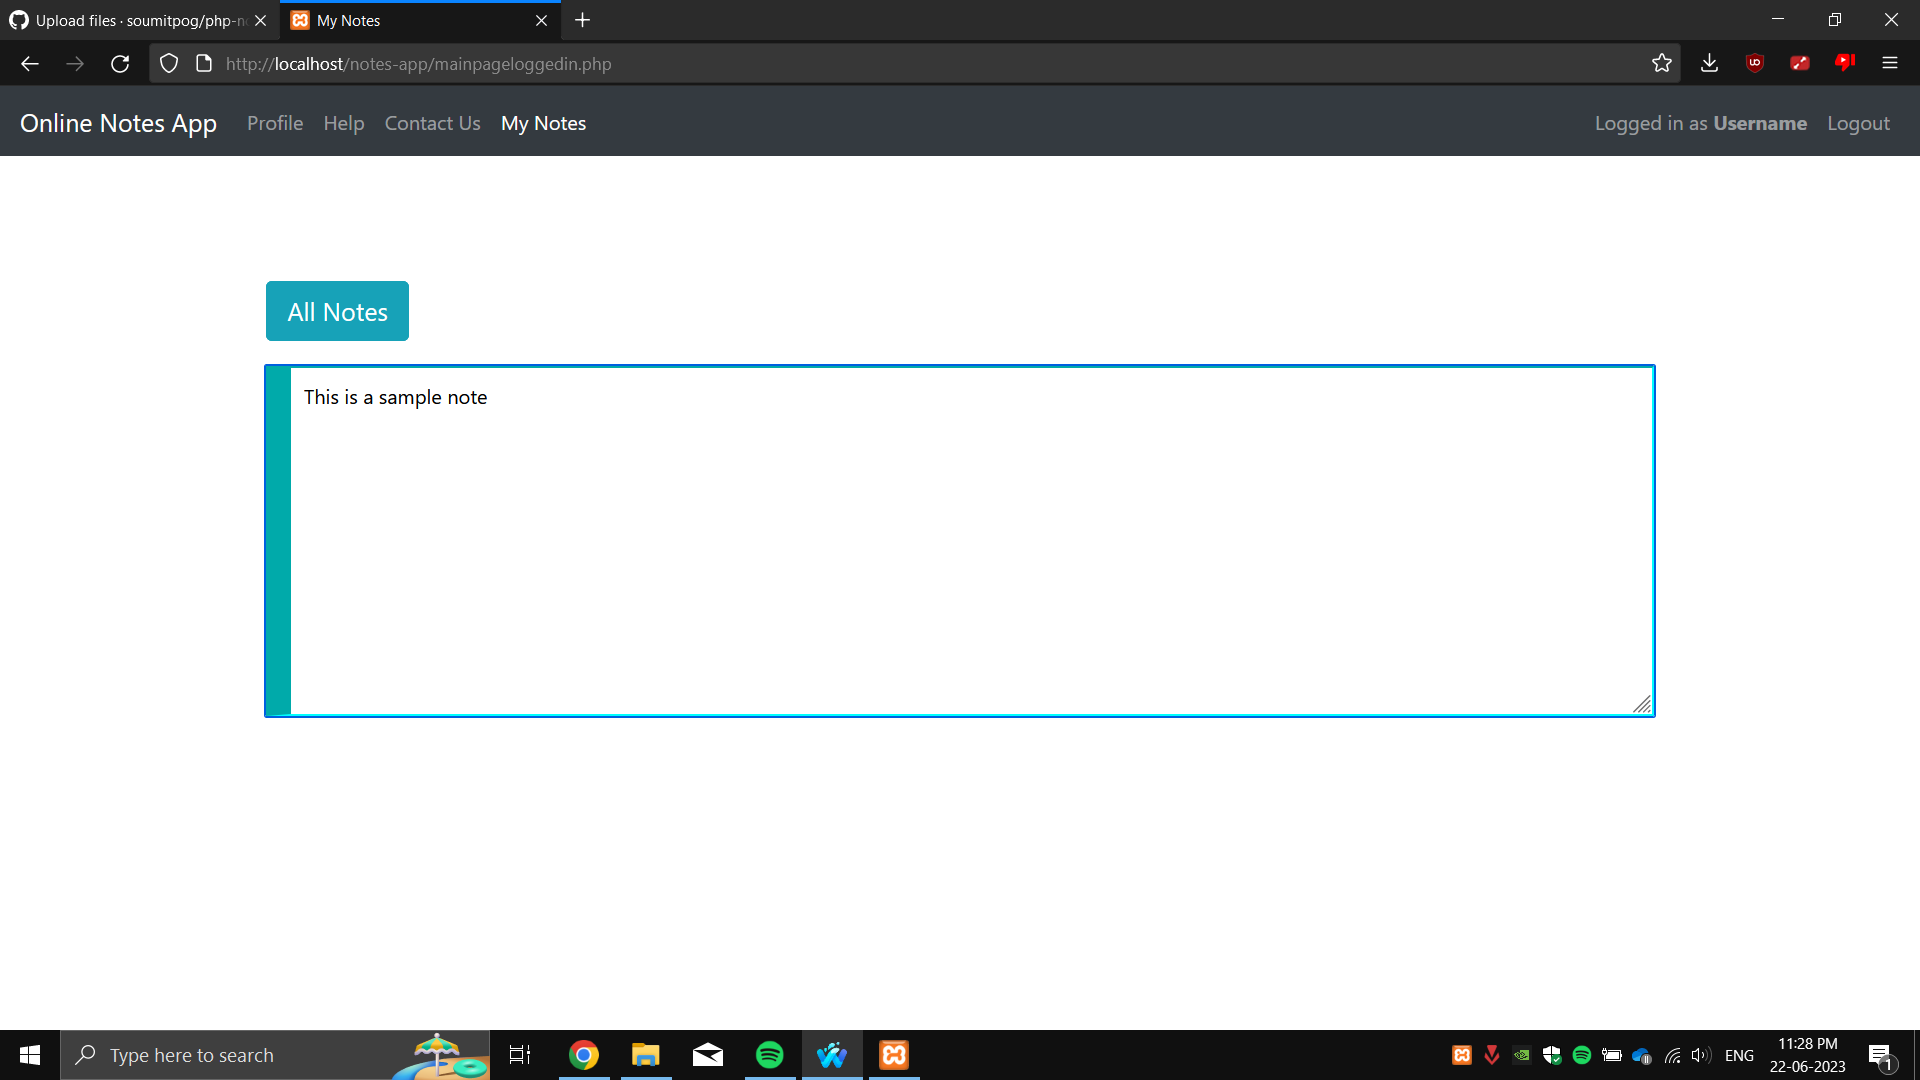 Upload files · soumitpog/php-n
My Notes
http://localhost/notes-app/mainpageloggedin.php
Online Notes App Profile Help Contact Us My Notes Logged in as Username Logout
All Notes
This is a sample note
Type here to search
ENG
11:28 PM
22-06-2023
1